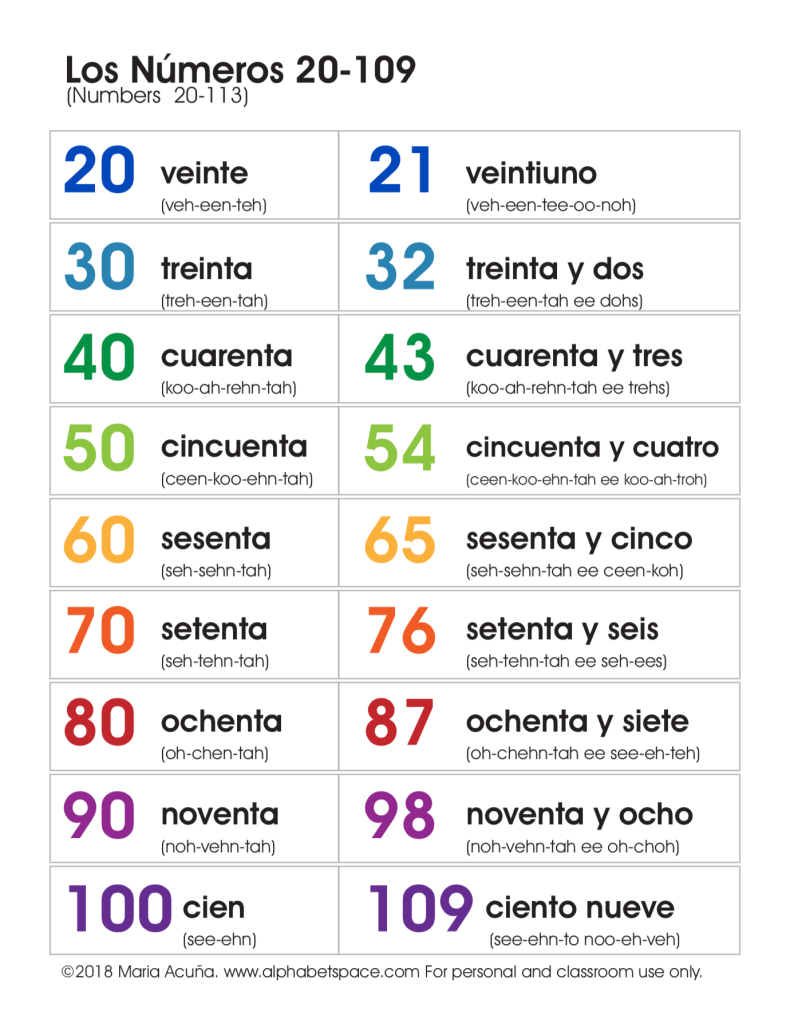 Los Números 20-109
(Numbers 20-113)
20 veinte 21 veintiuno
(veh-een-teh) (veh-een-tee-oo-noh)
30 treinta 32 treinta y dos
(treh-een-tah) (treh-een-tah ee dohs)
40 cuarenta 43 cuarenta y tres
(koo-ah-rehn-tah) (koo-ah-rehn-tah ee trehs)
50 cincuenta 54 cincuenta y cuatro
(ceen-koo-ehn-tah) (ceen-koo-ehn-tah ee koo-ah-troh)
60 sesenta 65 sesenta y cinco
(seh-sehn-tah) (seh-sehn-tah ee ceen-koh)
70 setenta 76 setenta y seis
(seh-tehn-tah) (seh-tehn-tah ee seh-ees)
80 ochenta 87 ochenta y siete
(oh-chen-tah) (oh-chehn-tah ee see-eh-teh)
90 noventa 98 noventa y ocho
(noh-vehn-tah) (noh-vehn-tah ee oh-choh)
100 cien 109 ciento nueve
(see-ehn) (see-ehn-to noo-eh-veh)
©2018 Maria Acuña. www.alphabetspace.com For personal and classroom use only.